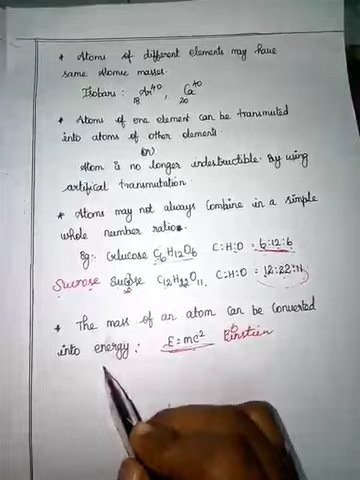 * Atoms of different elements may have
same atomic masses.
Isobars : ₁₈Ar⁴⁰, ₂₀Ca⁴⁰
* Atoms of one element can be transmuted
into atoms of other elements
(or)
Atom is no longer indestructible. By using
artifical transmutation.
* Atoms may not always combine in a simple
whole number ratio.
Eg:- Glucose C₆H₁₂O₆ C:H:O = 6:12:6
Sucrose C₁₂H₂₂O₁₁. C:H:O = 12:22:11
* The mass of an atom can be converted
into energy: E = mc² Einstein